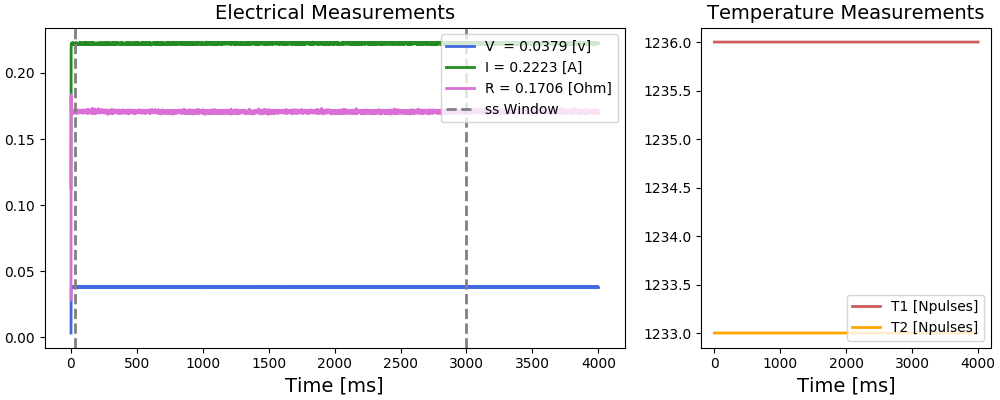 Electrical Measurements
0.20
0.15
0.10
0.05
0.00
V = 0.0379 [v]
I = 0.2223 [A]
R = 0.1706 [Ohm]
ss Window
0 500 1000 1500 2000 2500 3000 3500 4000
Time [ms]
Temperature Measurements
1236.0
1235.5
1235.0
1234.5
1234.0
1233.5
1233.0
T1 [Npulses]
T2 [Npulses]
0 1000 2000 3000 4000
Time [ms]